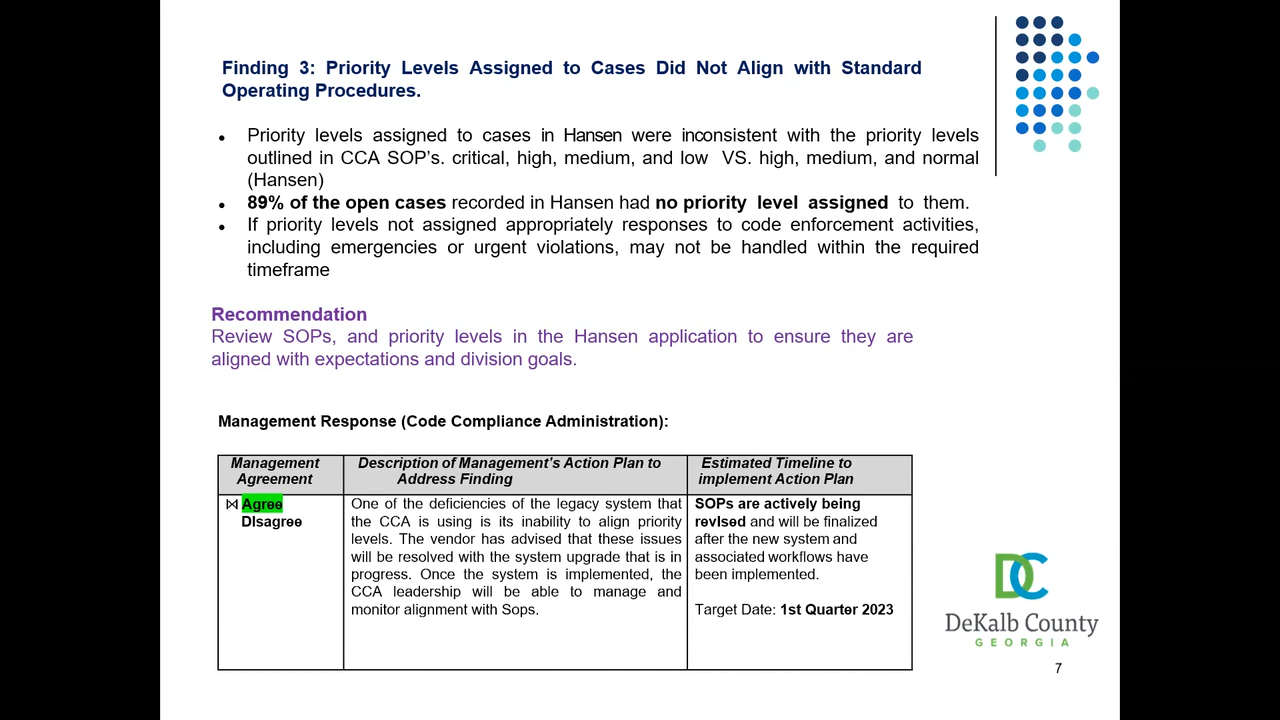 Finding 3: Priority Levels Assigned to Cases Did Not Align with Standard
Operating Procedures.
• Priority levels assigned to cases in Hansen were inconsistent with the priority levels
outlined in CCA SOP's. critical, high, medium, and low VS. high, medium, and normal
(Hansen)
• 89% of the open cases recorded in Hansen had no priority level assigned to them.
• If priority levels not assigned appropriately responses to code enforcement activities,
including emergencies or urgent violations, may not be handled within the required
timeframe
Recommendation
Review SOPs, and priority levels in the Hansen application to ensure they are
aligned with expectations and division goals.
Management Response (Code Compliance Administration):
Management
Agreement
Description of Management's Action Plan to
Address Finding
Estimated Timeline to
implement Action Plan
⋈ Agree
DIsagree
One of the deficiencies of the legacy system that
the CCA is using is its inability to align priority
levels. The vendor has advised that these issues
will be resolved with the system upgrade that is in
progress. Once the system is implemented, the
CCA leadership will be able to manage and
monitor alignment with Sops.
SOPs are actively being
revIsed and will be finalized
after the new system and
associated workflows have
been implemented.
Target Date: 1st Quarter 2023
DC
DeKalb County
GEORGIA
7